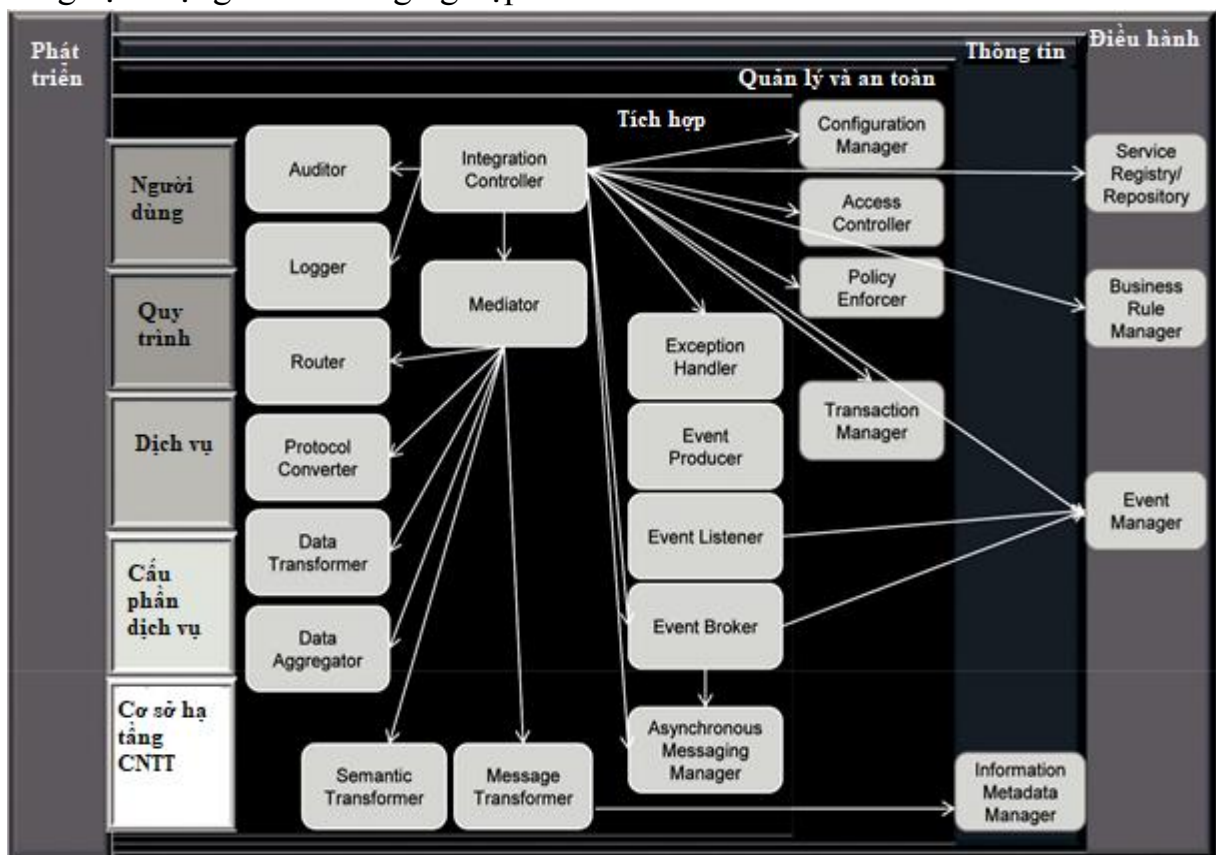 Phát
triển
Thông tin
Điều hành
Quản lý và an toàn
Tích hợp
Người
dùng
Quy
trình
Dịch vụ
Cấu
phần
dịch vụ
Cơ sở hạ
tầng
CNTT
Auditor
Integration
Controller
Logger
Mediator
Router
Protocol
Converter
Data
Transformer
Data
Aggregator
Semantic
Transformer
Message
Transformer
Exception
Handler
Event
Producer
Event Listener
Event Broker
Asynchronous
Messaging
Manager
Configuration
Manager
Access
Controller
Policy
Enforcer
Transaction
Manager
Information
Metadata
Manager
Service
Registry/
Repository
Business
Rule
Manager
Event
Manager